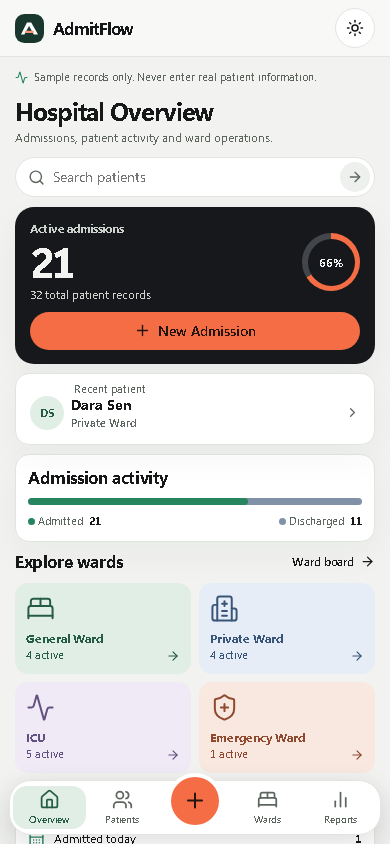 AdmitFlow
Sample records only. Never enter real patient information.
Hospital Overview
Admissions, patient activity and ward operations.
Search patients
Active admissions
21
66%
32 total patient records
+ New Admission
Recent patient
DS
Dara Sen
Private Ward
Admission activity
Admitted 21
Discharged 11
Explore wards
Ward board
General Ward
4 active
Private Ward
4 active
ICU
5 active
Emergency Ward
1 active
Overview
Patients
Wards
Reports
Admitted today
1